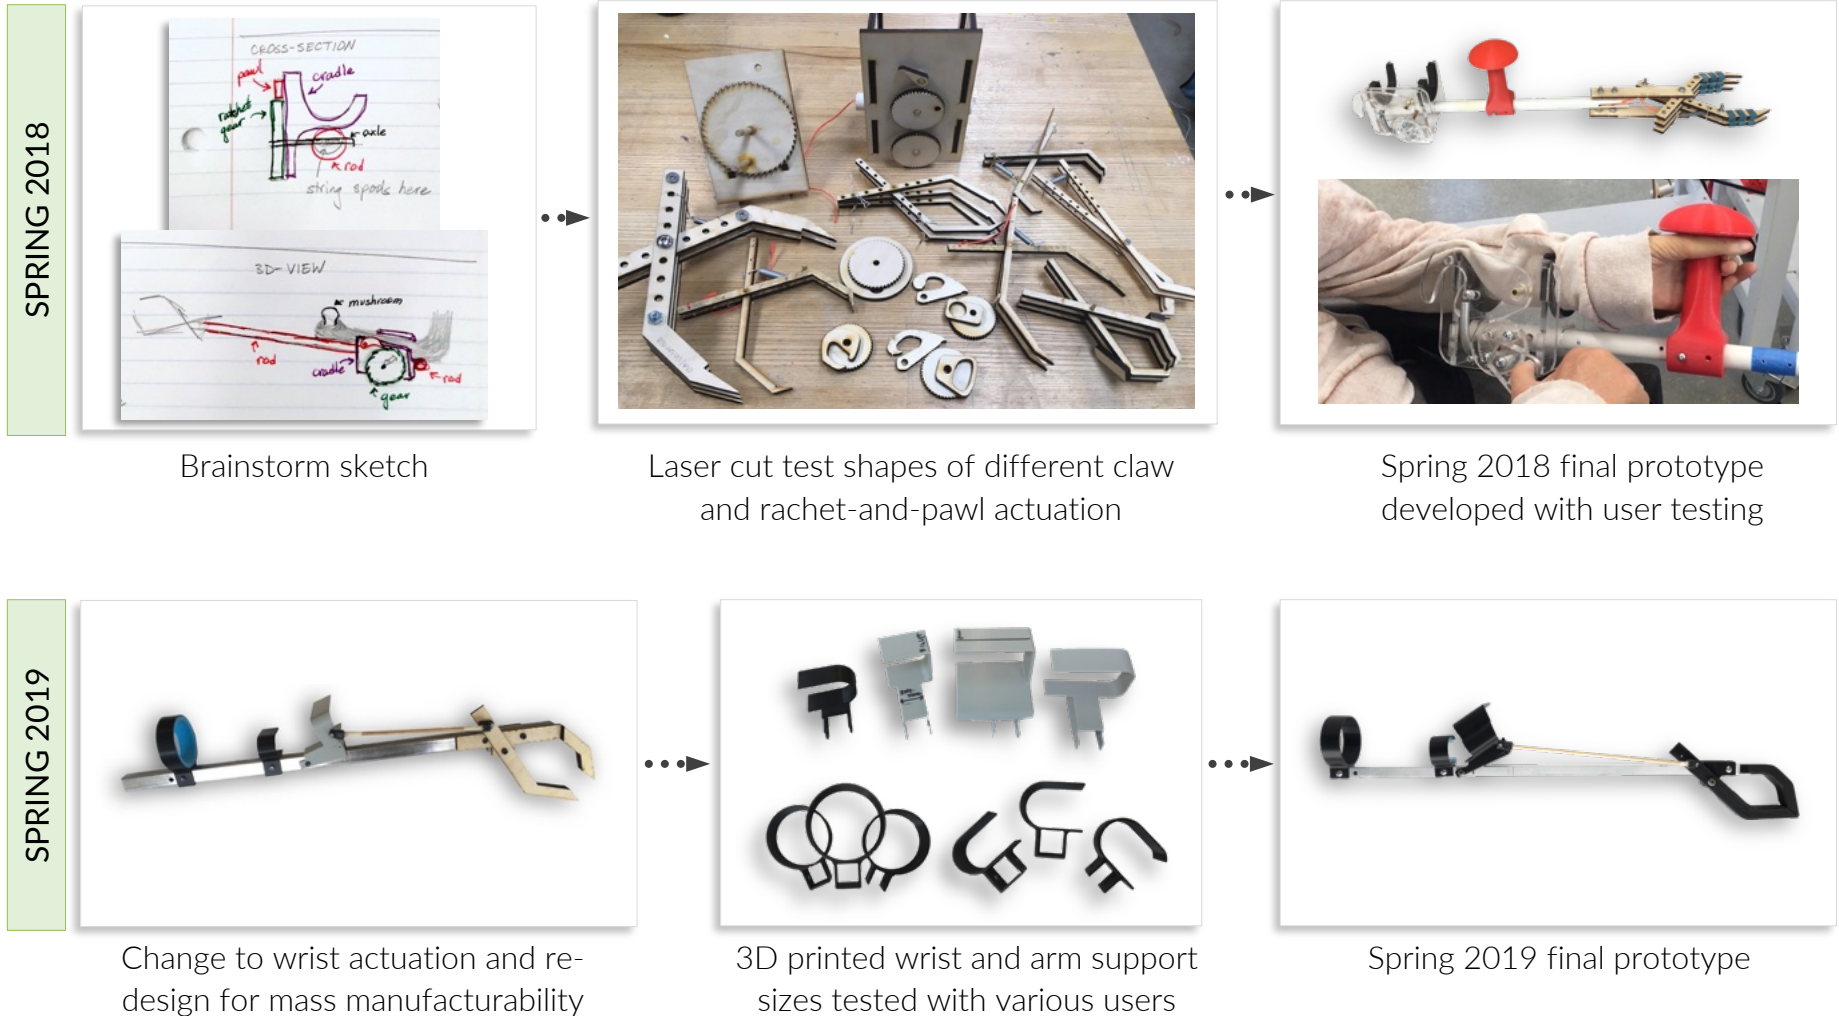 SPRING 2018
CROSS-SECTION
pawl
cradle
ratchet
gear
axle
rod
string spools here
3D-VIEW
mushroom
rod
cradle
gear
rod
Brainstorm sketch
Laser cut test shapes of different claw
and rachet-and-pawl actuation
Spring 2018 final prototype
developed with user testing
SPRING 2019
Change to wrist actuation and re-
design for mass manufacturability
3D printed wrist and arm support
sizes tested with various users
Spring 2019 final prototype